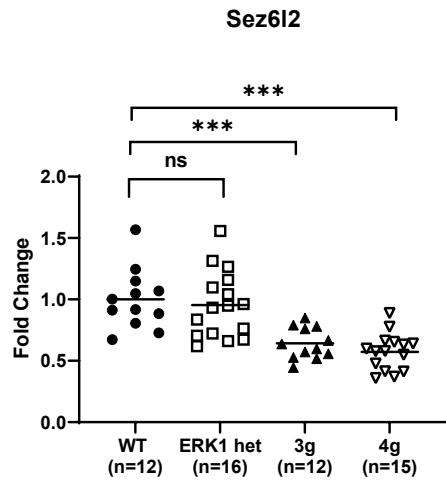 Sez6l2
***
***
ns
2.0
1.5
1.0
0.5
0.0
Fold Change
WT
(n=12)
ERK1 het
(n=16)
3g
(n=12)
4g
(n=15)